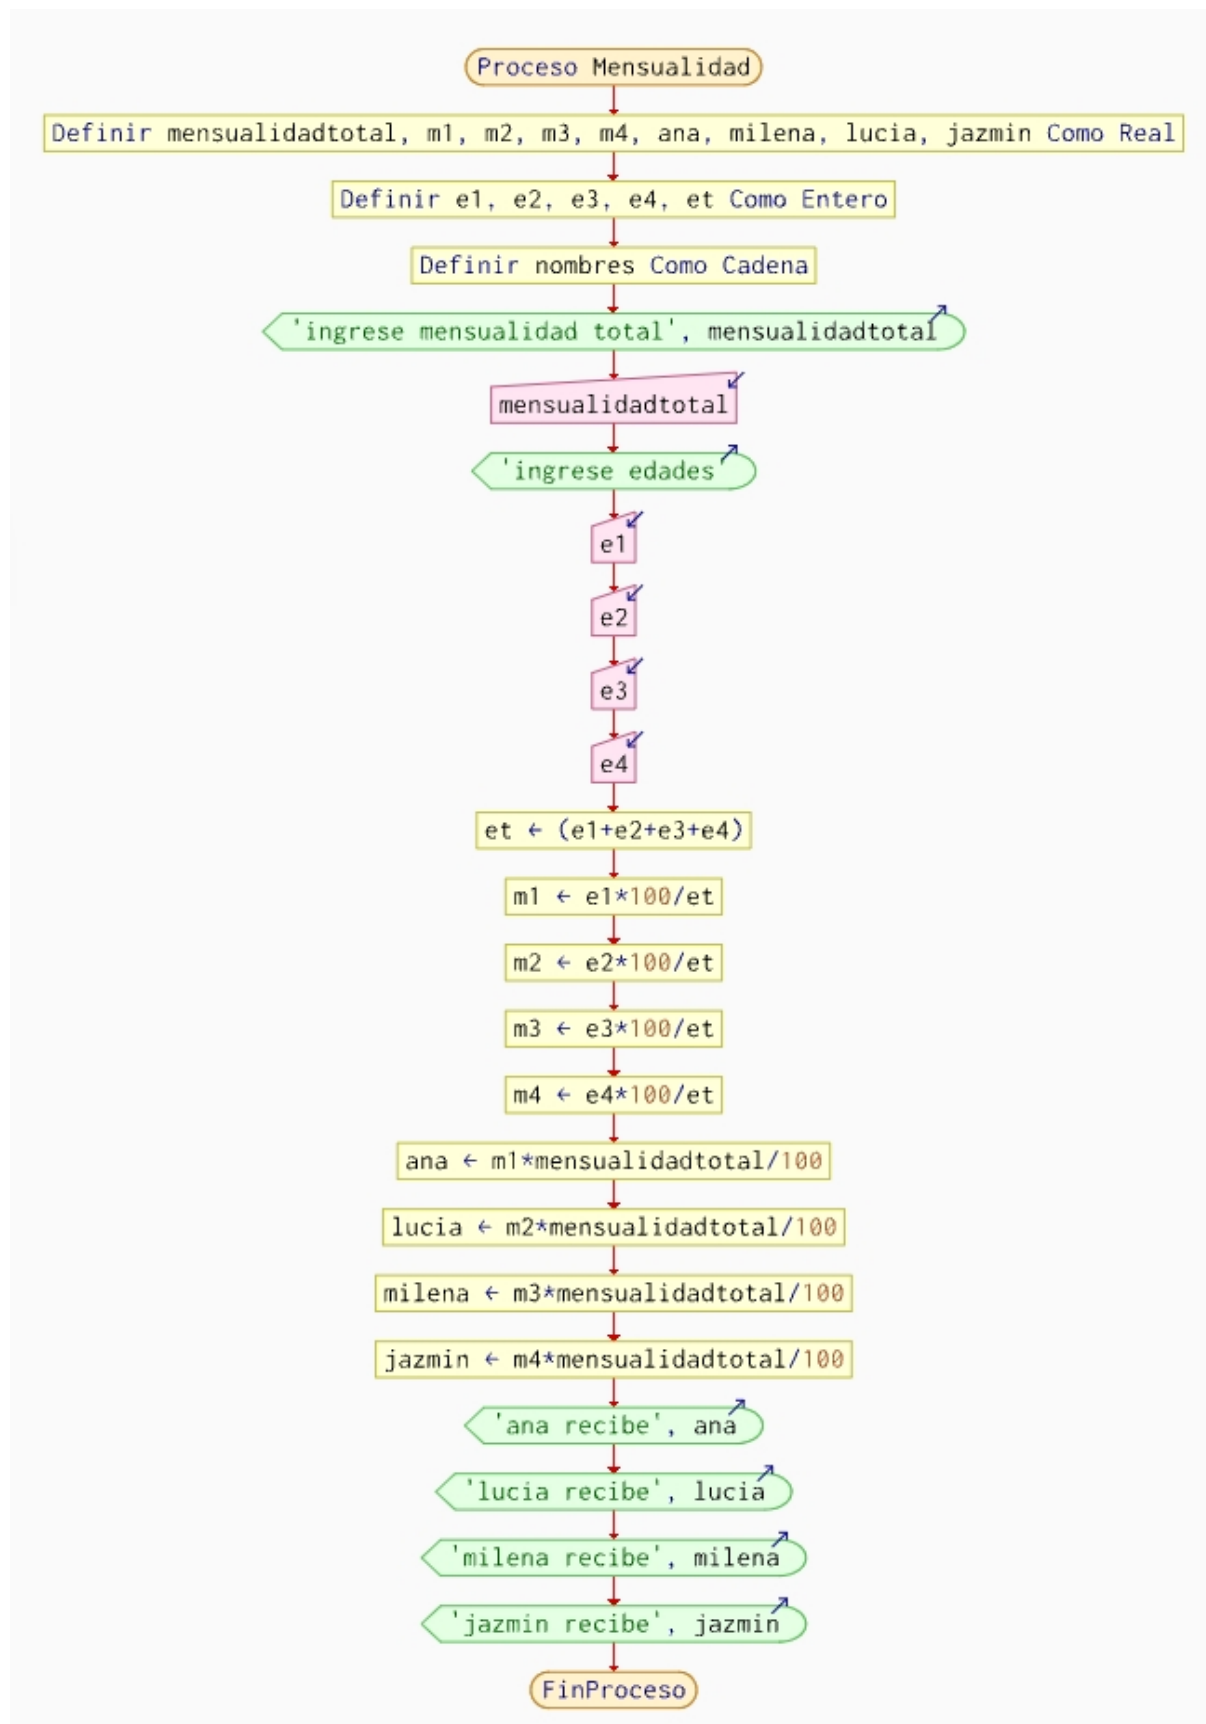 Proceso Mensualidad
Definir mensualidadtotal, m1, m2, m3, m4, ana, milena, lucia, jazmin Como Real
Definir e1, e2, e3, e4, et Como Entero
Definir nombres Como Cadena
'ingrese mensualidad total', mensualidadtotal
mensualidadtotal
'ingrese edades'
e1
e2
e3
e4
et ← (e1+e2+e3+e4)
m1 ← e1*100/et
m2 ← e2*100/et
m3 ← e3*100/et
m4 ← e4*100/et
ana ← m1*mensualidadtotal/100
lucia ← m2*mensualidadtotal/100
milena ← m3*mensualidadtotal/100
jazmin ← m4*mensualidadtotal/100
'ana recibe', ana
'lucia recibe', lucia
'milena recibe', milena
'jazmin recibe', jazmin
FinProceso